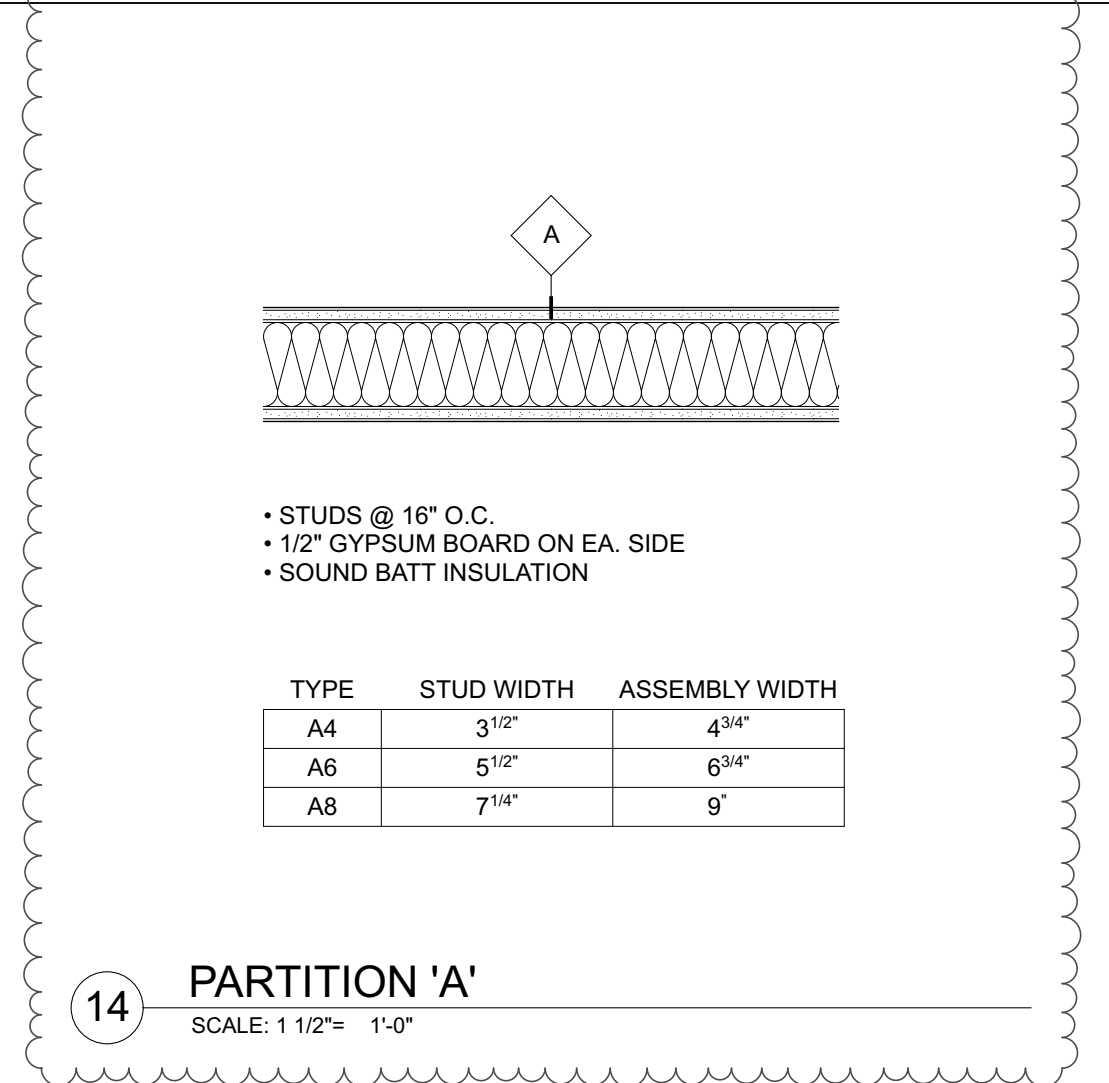 A
• STUDS @ 16" O.C.
• 1/2" GYPSUM BOARD ON EA. SIDE
• SOUND BATT INSULATION
TYPE STUD WIDTH ASSEMBLY WIDTH
A4 3 1/2" 4 3/4"
A6 5 1/2" 6 3/4"
A8 7 1/4" 9"
14 PARTITION 'A'
SCALE: 1 1/2"= 1'-0"